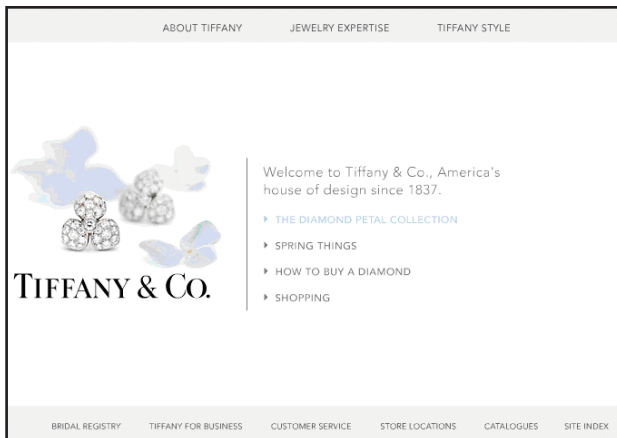 ABOUT TIFFANY JEWELRY EXPERTISE TIFFANY STYLE
Welcome to Tiffany & Co., America's
house of design since 1837.
THE DIAMOND PETAL COLLECTION
SPRING THINGS
HOW TO BUY A DIAMOND
SHOPPING
TIFFANY & CO.
BRIDAL REGISTRY TIFFANY FOR BUSINESS CUSTOMER SERVICE STORE LOCATIONS CATALOGUES SITE INDEX